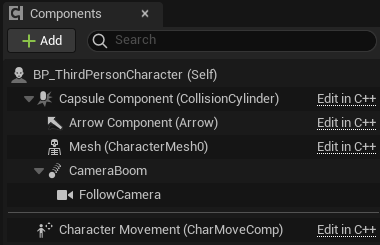 Components
Add
Search
BP_ThirdPersonCharacter (Self)
Capsule Component (CollisionCylinder) Edit in C++
Arrow Component (Arrow) Edit in C++
Mesh (CharacterMesh0) Edit in C++
CameraBoom
FollowCamera
Character Movement (CharMoveComp) Edit in C++